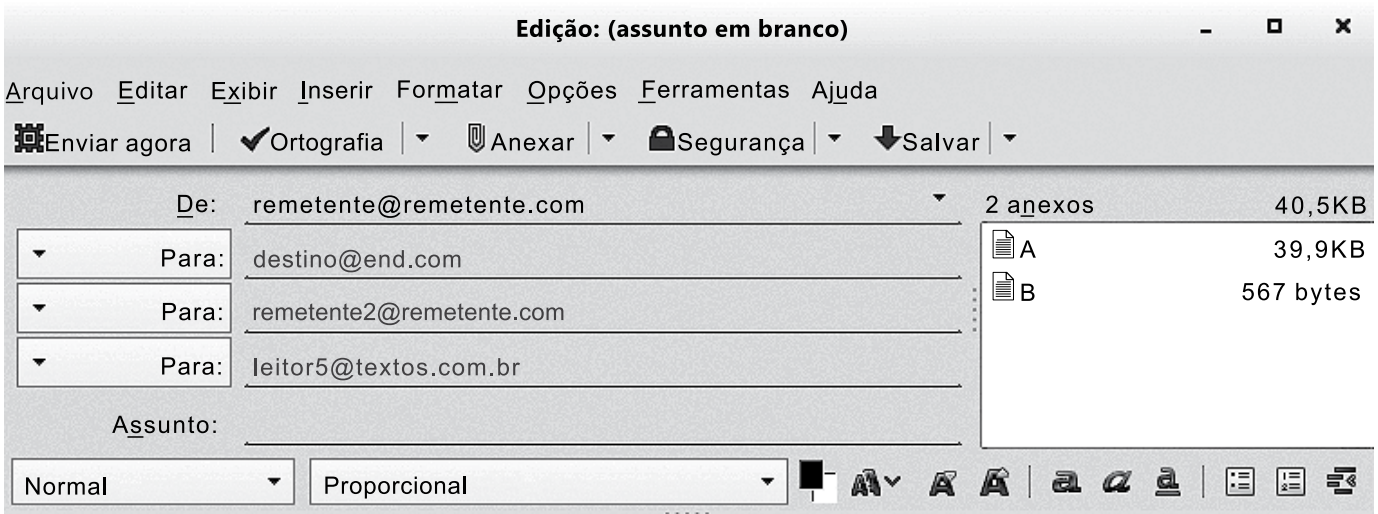 Edição: (assunto em branco)
Arquivo Editar Exibir Inserir Formatar Opções Ferramentas Ajuda
Enviar agora Ortografia Anexar Segurança Salvar
De: remetente@remetente.com
2 anexos 40,5KB
Para: destino@end.com
A 39,9KB
Para: remetente2@remetente.com
B 567 bytes
Para: leitor5@textos.com.br
Assunto:
Normal Proporcional A A A A a a a